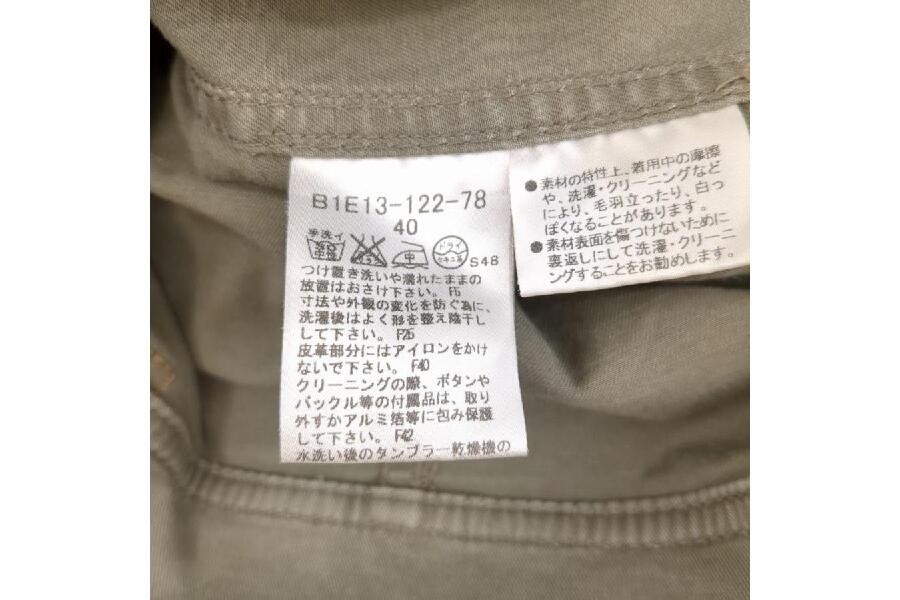 B1E13-122-78
40
手洗イ
中性
中
ドライ
セキユ系
S48
つけ置き洗いや濡れたままの
放置はおさけ下さい。F5
寸法や外観の変化を防ぐ為に、
洗濯後はよく形を整え陰干し
して下さい。F25
皮革部分にはアイロンをかけ
ないで下さい。F40
クリーニングの際、ボタンや
バックル等の付属品は、取り
外すかアルミ箔等に包み保護
して下さい。F42
水洗い後のタンブラー乾燥機の
●素材の特性上、着用中の摩擦
や、洗濯・クリーニングなど
により、毛羽立ったり、白っ
ぽくなることがあります。
●素材表面を傷つけないために
裏返しにして洗濯・クリーニ
ングすることをお勧めします。